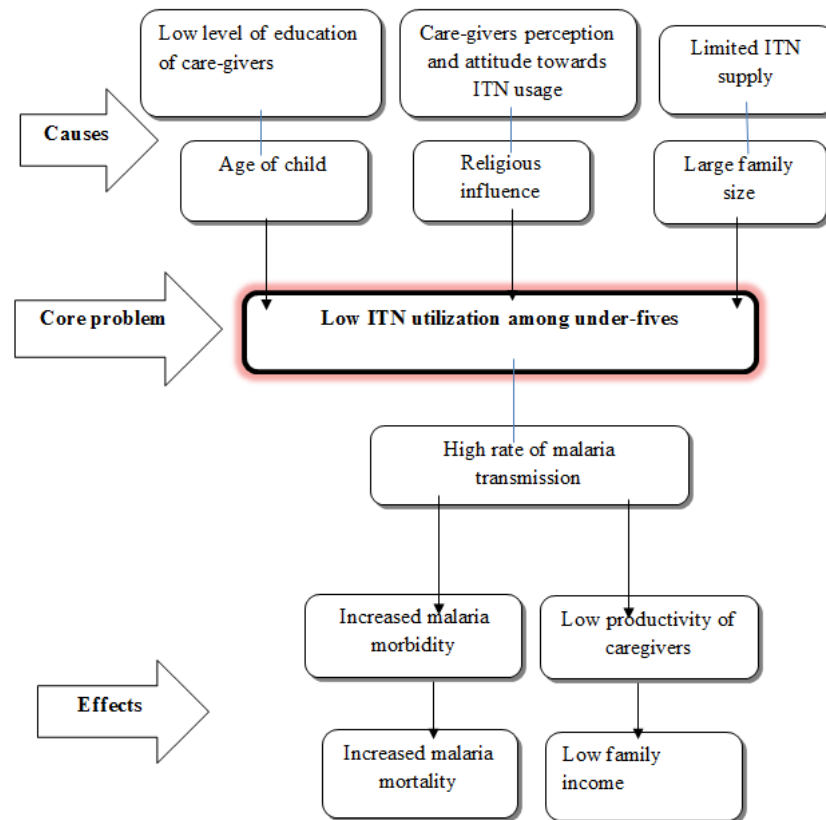 Low level of education
of care-givers
Care-givers perception
and attitude towards
ITN usage
Limited ITN
supply
Causes
Age of child
Religious
influence
Large family
size
Core problem
Low ITN utilization among under-fives
High rate of malaria
transmission
Increased malaria
morbidity
Low productivity of
caregivers
Effects
Increased malaria
mortality
Low family
income